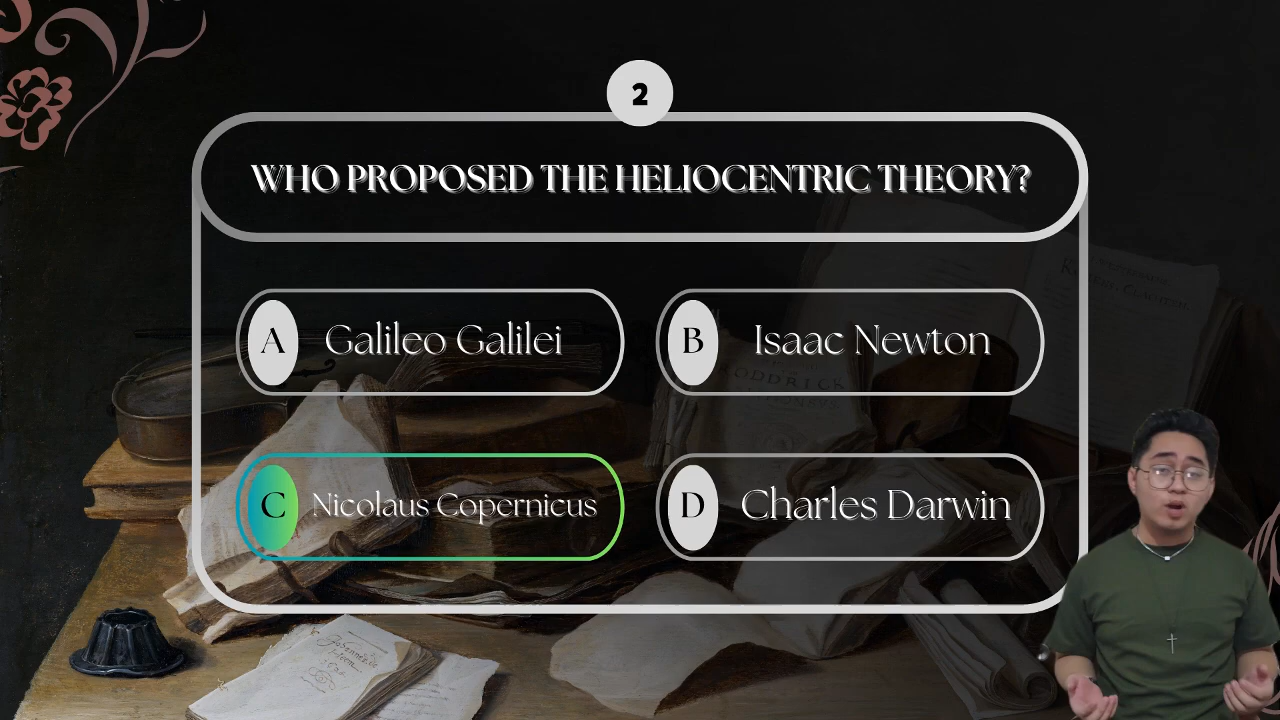 2
WHO PROPOSED THE HELIOCENTRIC THEORY?
A Galileo Galilei
B Isaac Newton
C Nicolaus Copernicus
D Charles Darwin